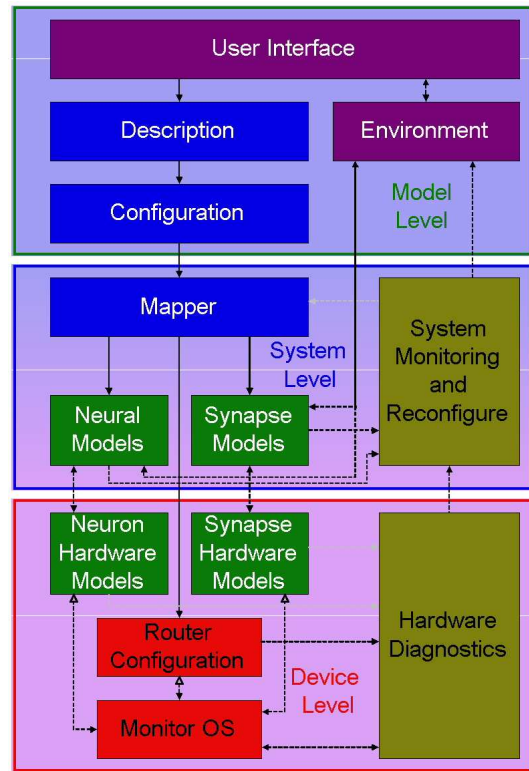 User Interface
Description
Environment
Configuration
Model
Level
Mapper
System
Level
System
Monitoring
and
Reconfigure
Neural
Models
Synapse
Models
Neuron
Hardware
Models
Synapse
Hardware
Models
Hardware
Diagnostics
Router
Configuration
Device
Level
Monitor OS